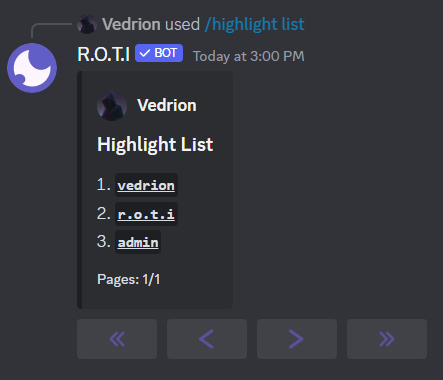 Vedrion used /highlight list
R.O.T.I BOT Today at 3:00 PM
Vedrion
Highlight List
1. vedrion
2. r.o.t.i
3. admin
Pages: 1/1